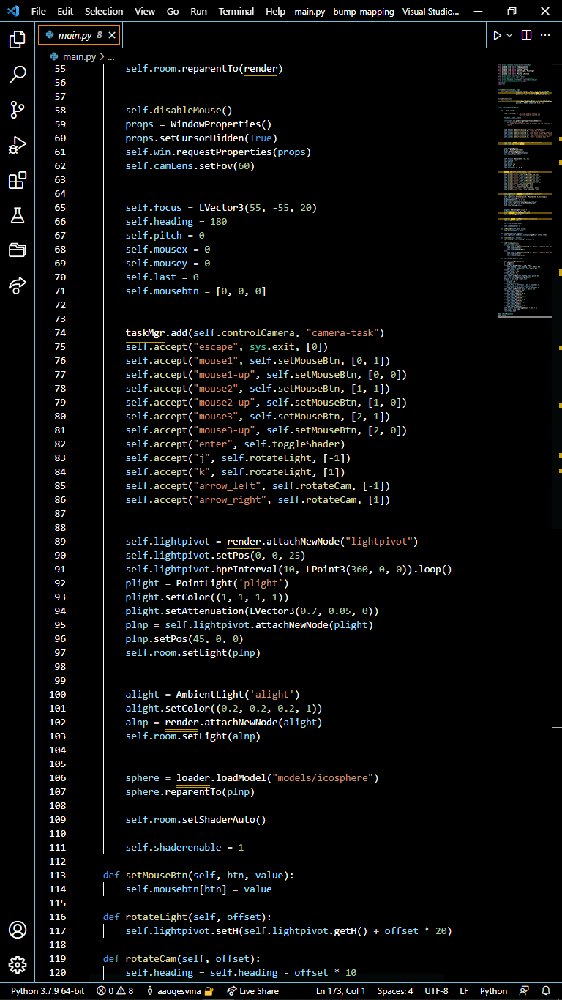 File Edit Selection View Go Run Terminal Help main.py - bump-mapping - Visual Studio...
main.py 8
main.py > ...
55 self.room.reparentTo(render)
56
57
58 self.disableMouse()
59 props = WindowProperties()
60 props.setCursorHidden(True)
61 self.win.requestProperties(props)
62 self.camLens.setFov(60)
63
64
65 self.focus = LVector3(55, -55, 20)
66 self.heading = 180
67 self.pitch = 0
68 self.mousex = 0
69 self.mousey = 0
70 self.last = 0
71 self.mousebtn = [0, 0, 0]
72
73
74 taskMgr.add(self.controlCamera, "camera-task")
75 self.accept("escape", sys.exit, [0])
76 self.accept("mouse1", self.setMouseBtn, [0, 1])
77 self.accept("mouse1-up", self.setMouseBtn, [0, 0])
78 self.accept("mouse2", self.setMouseBtn, [1, 1])
79 self.accept("mouse2-up", self.setMouseBtn, [1, 0])
80 self.accept("mouse3", self.setMouseBtn, [2, 1])
81 self.accept("mouse3-up", self.setMouseBtn, [2, 0])
82 self.accept("enter", self.toggleShader)
83 self.accept("j", self.rotateLight, [-1])
84 self.accept("k", self.rotateLight, [1])
85 self.accept("arrow_left", self.rotateCam, [-1])
86 self.accept("arrow_right", self.rotateCam, [1])
87
88
89 self.lightpivot = render.attachNewNode("lightpivot")
90 self.lightpivot.setPos(0, 0, 25)
91 self.lightpivot.hprInterval(10, LPoint3(360, 0, 0)).loop()
92 plight = PointLight('plight')
93 plight.setColor((1, 1, 1, 1))
94 plight.setAttenuation(LVector3(0.7, 0.05, 0))
95 plnp = self.lightpivot.attachNewNode(plight)
96 plnp.setPos(45, 0, 0)
97 self.room.setLight(plnp)
98
99
100 alight = AmbientLight('alight')
101 alight.setColor((0.2, 0.2, 0.2, 1))
102 alnp = render.attachNewNode(alight)
103 self.room.setLight(alnp)
104
105
106 sphere = loader.loadModel("models/icosphere")
107 sphere.reparentTo(plnp)
108
109 self.room.setShaderAuto()
110
111 self.shaderenable = 1
112
113 def setMouseBtn(self, btn, value):
114 self.mousebtn[btn] = value
115
116 def rotateLight(self, offset):
117 self.lightpivot.setH(self.lightpivot.getH() + offset * 20)
118
119 def rotateCam(self, offset):
120 self.heading = self.heading - offset * 10
Python 3.7.9 64-bit 0 8 aaugesvina Live Share Ln 173, Col 1 Spaces: 4 UTF-8 LF Python